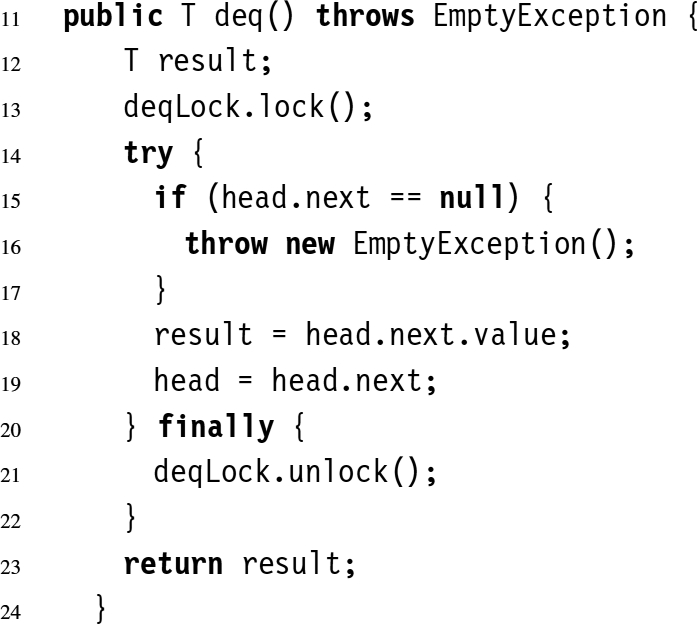 11 public T deq() throws EmptyException {
12 T result;
13 deqLock.lock();
14 try {
15 if (head.next == null) {
16 throw new EmptyException();
17 }
18 result = head.next.value;
19 head = head.next;
20 } finally {
21 deqLock.unlock();
22 }
23 return result;
24 }